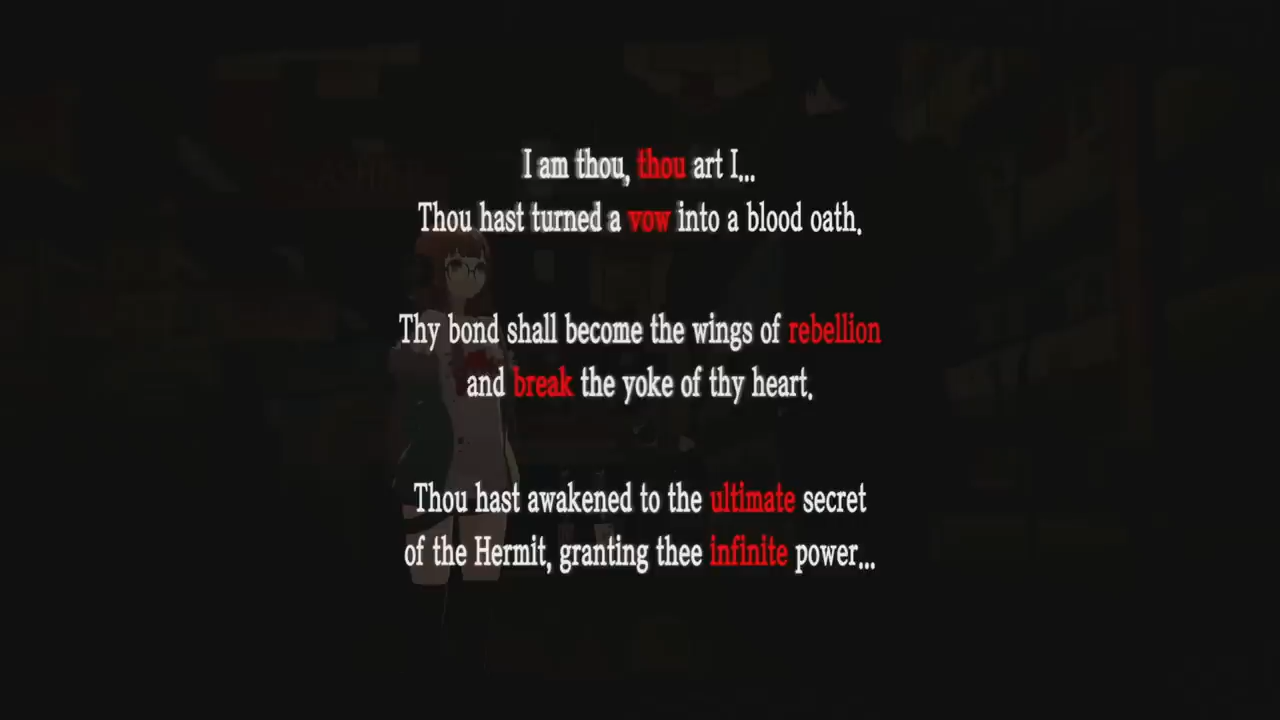 I am thou, thou art I...
Thou hast turned a vow into a blood oath.
Thy bond shall become the wings of rebellion
and break the yoke of thy heart.
Thou hast awakened to the ultimate secret
of the Hermit, granting thee infinite power...